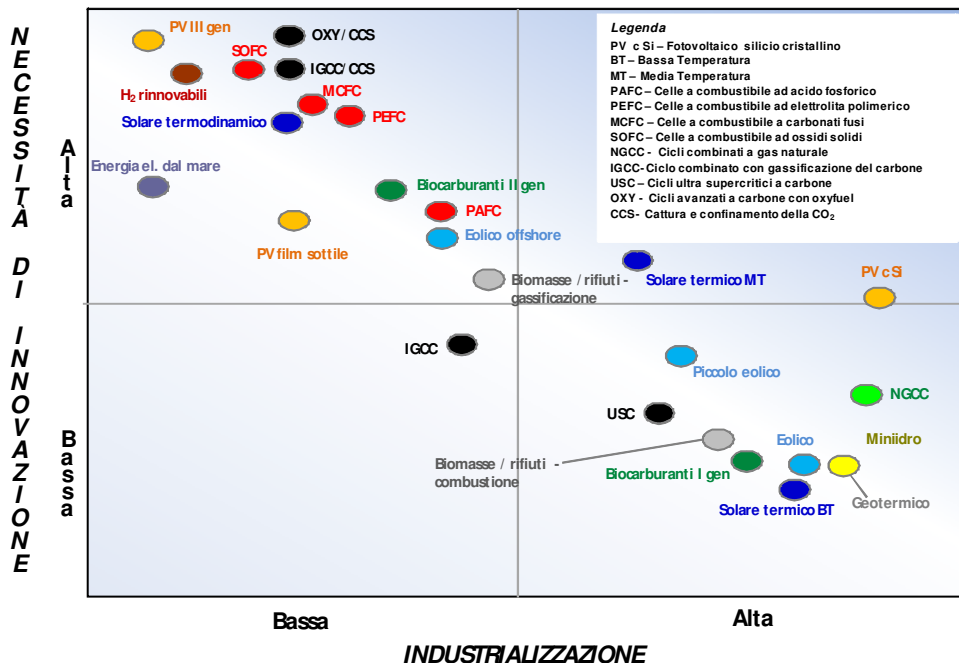 NECESSITÀ DI INNOVAZIONE
Alta
Bassa
PV III gen
OXY / CCS
SOFC
IGCC/ CCS
H2 rinnovabili
MCFC
PEFC
Solare termodinamico
Energia el. dal mare
Biocarburanti II gen
PAFC
Eolico offshore
PV film sottile
Biomasse / rifiuti -
gassificazione
Solare termico MT
PV c Si
Legenda
PV c Si – Fotovoltaico silicio cristallino
BT – Bassa Temperatura
MT – Media Temperatura
PAFC – Celle a combustibile ad acido fosforico
PEFC – Celle a combustibile ad elettrolita polimerico
MCFC – Celle a combustibile a carbonati fusi
SOFC – Celle a combustibile ad ossidi solidi
NGCC - Cicli combinati a gas naturale
IGCC- Ciclo combinato con gassificazione del carbone
USC – Cicli ultra supercritici a carbone
OXY - Cicli avanzati a carbone con oxyfuel
CCS- Cattura e confinamento della CO2
IGCC
Piccolo eolico
NGCC
USC
Biomasse / rifiuti -
combustione
Eolico
Miniidro
Biocarburanti I gen
Geotermico
Solare termico BT
Bassa
Alta
INDUSTRIALIZZAZIONE